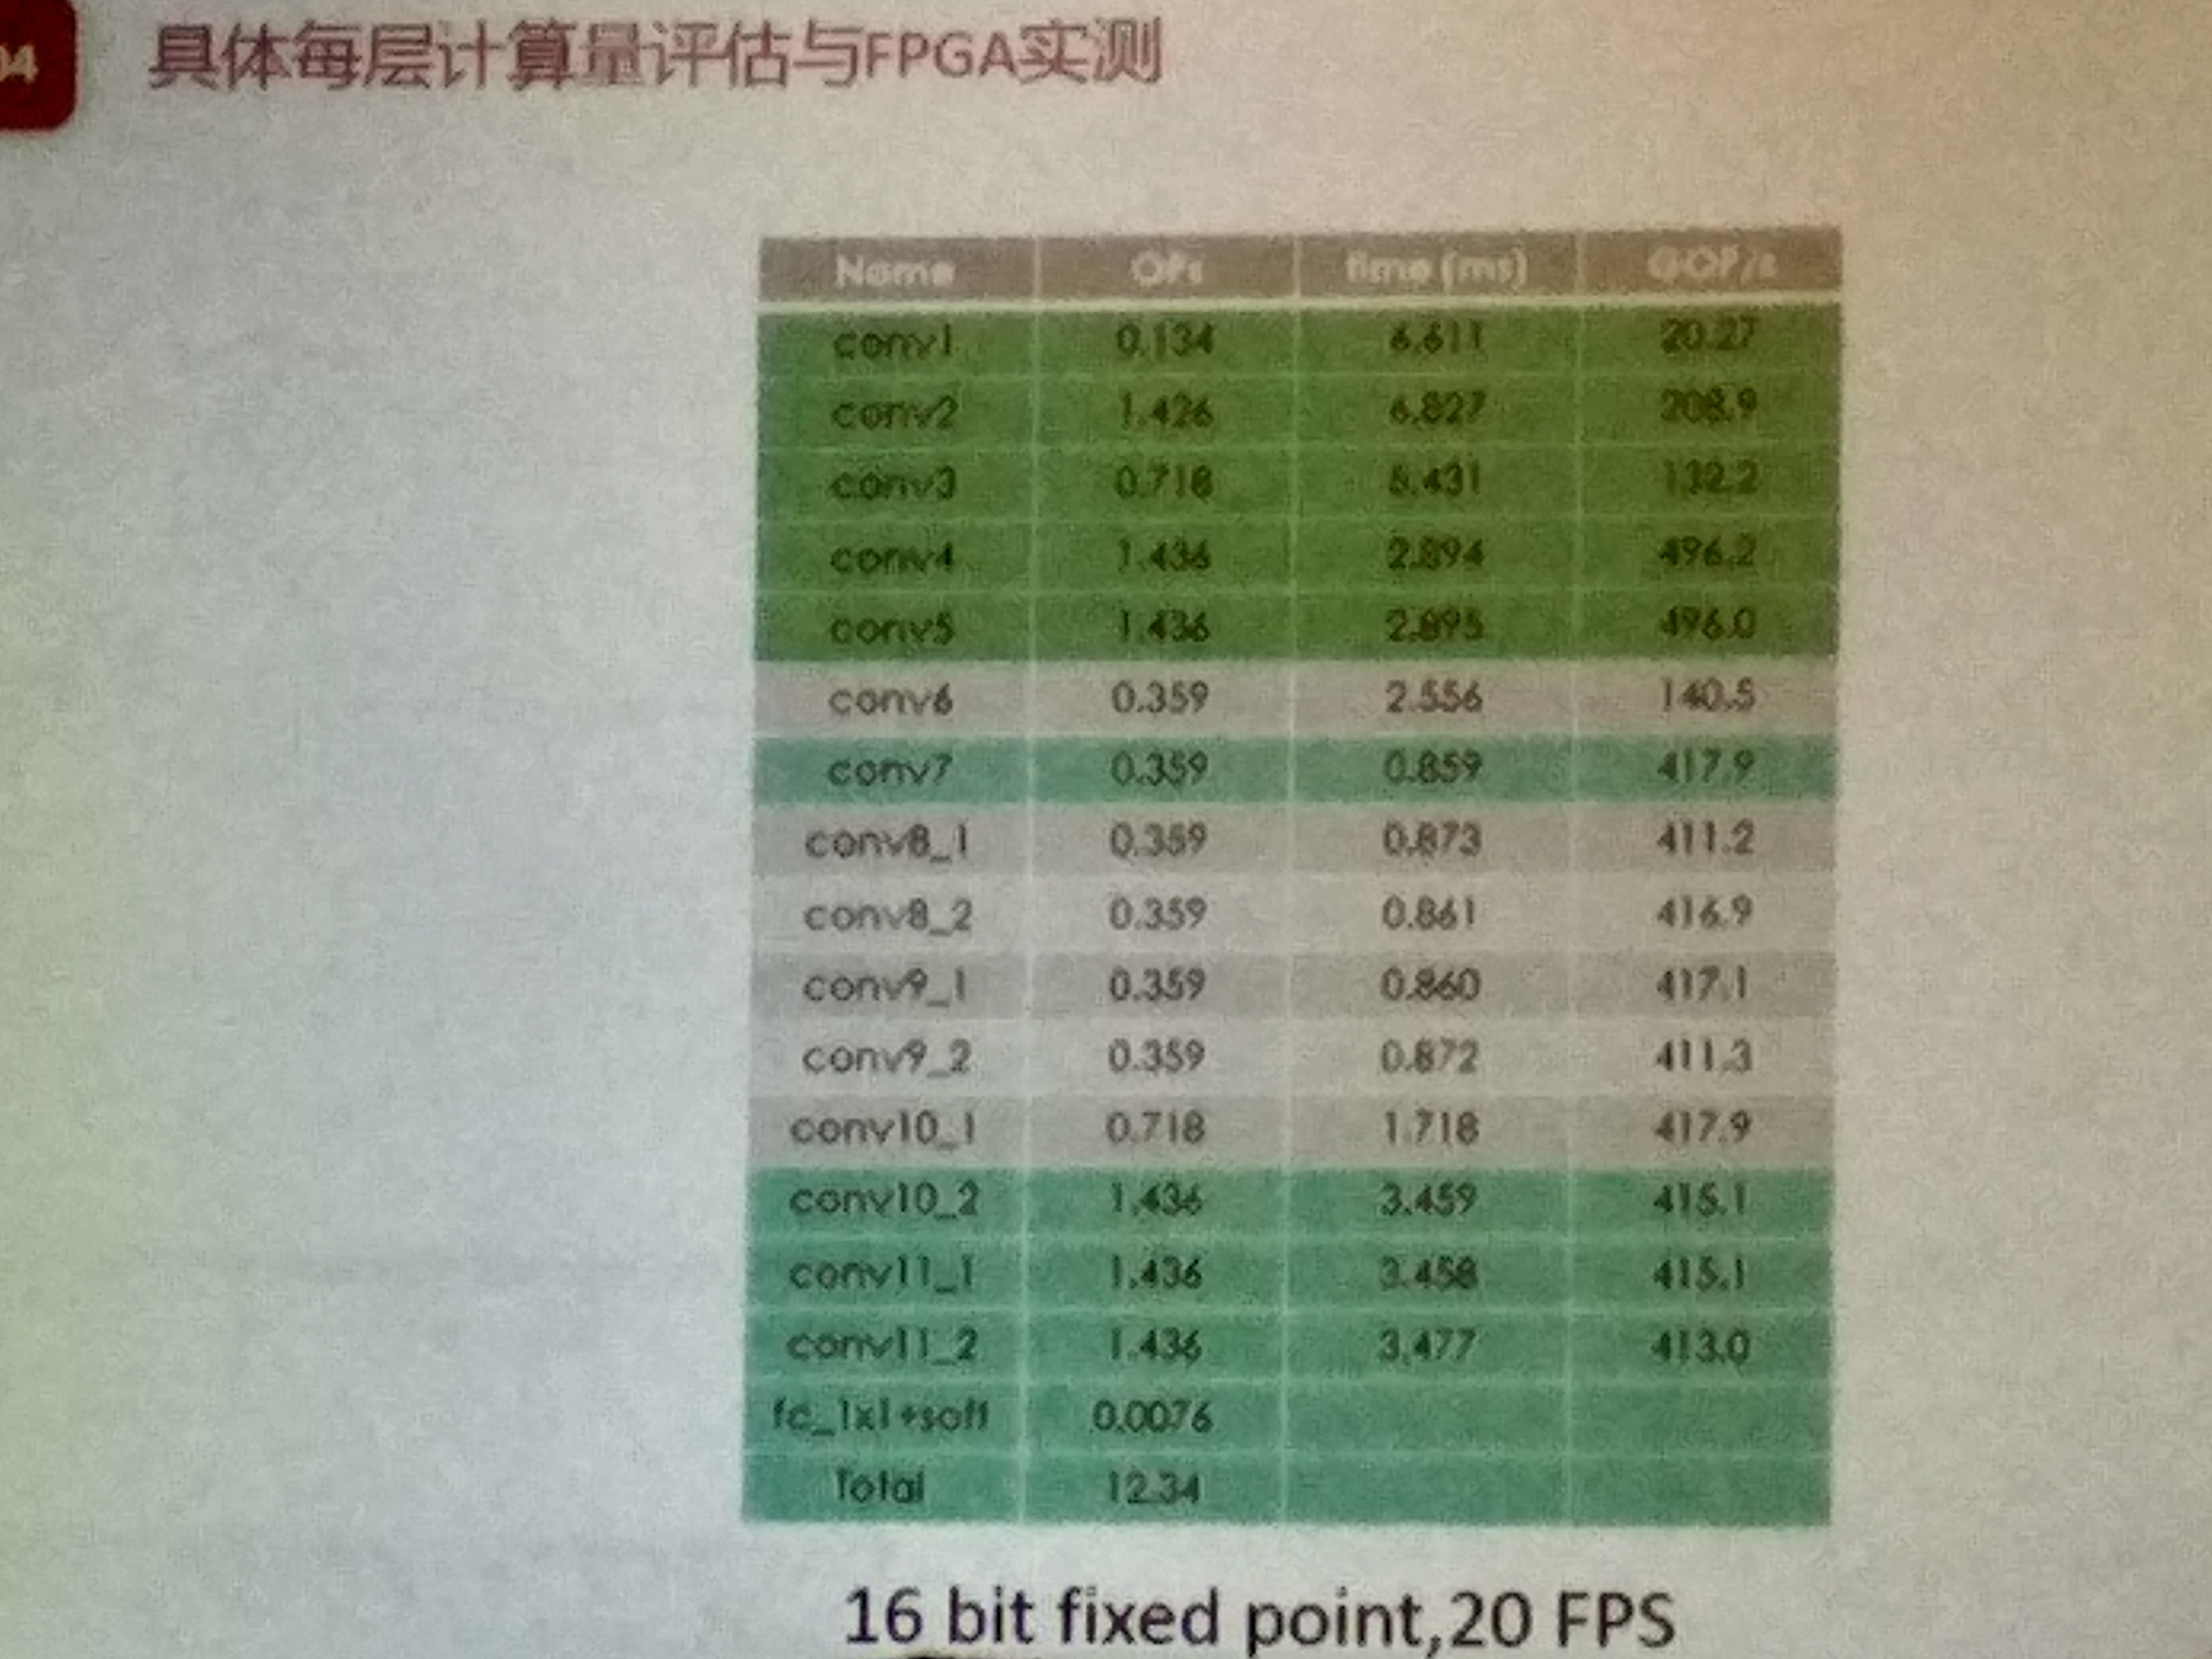 04
具体每层计算量评估与FPGA实测
Name OPs time (ms) GOP/s
conv1 0.134 6.611 20.27
conv2 1.426 6.827 208.9
conv3 0.718 5.431 132.2
conv4 1.436 2.894 496.2
conv5 1.436 2.895 496.0
conv6 0.359 2.556 140.5
conv7 0.359 0.859 417.9
conv8_1 0.359 0.873 411.2
conv8_2 0.359 0.861 416.9
conv9_1 0.359 0.860 417.1
conv9_2 0.359 0.872 411.3
conv10_1 0.718 1.718 417.9
conv10_2 1.436 3.459 415.1
conv11_1 1.436 3.458 415.1
conv11_2 1.436 3.477 413.0
fc_1x1+soft 0.0076
Total 12.34
16 bit fixed point,20 FPS